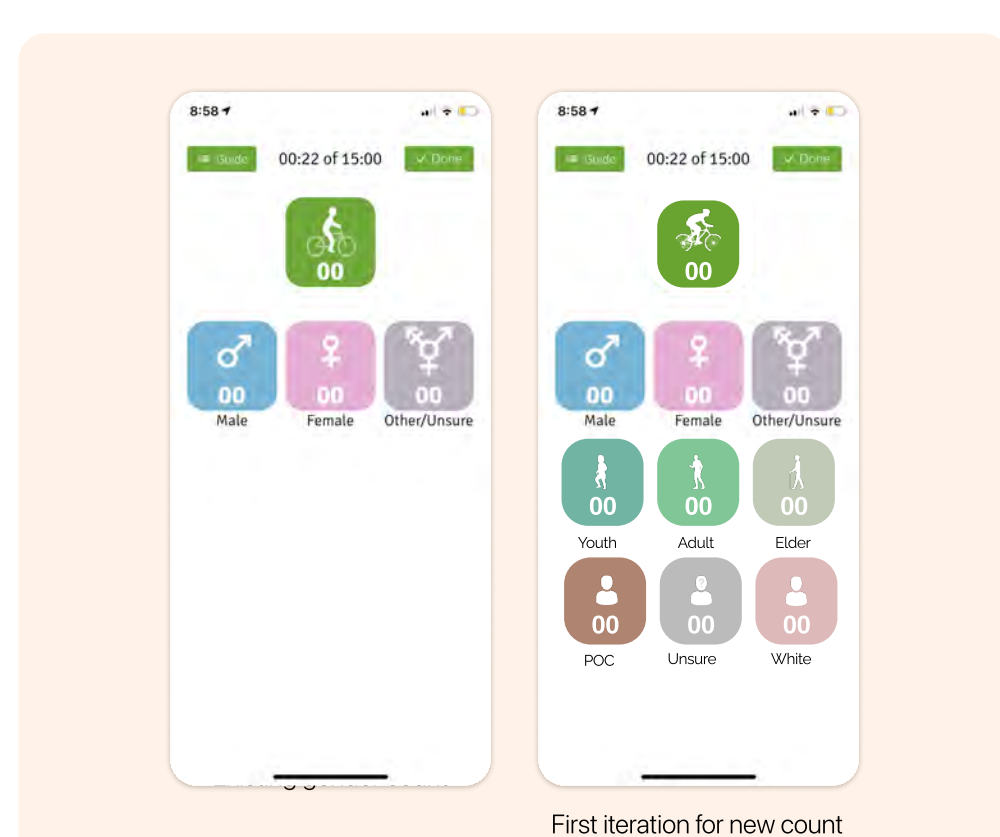 8:58
Guide 00:22 of 15:00 Done
00
00 00 00
Male Female Other/Unsure
8:58
Guide 00:22 of 15:00 Done
00
00 00 00
Male Female Other/Unsure
00 00 00
Youth Adult Elder
00 00 00
POC Unsure White
First iteration for new count